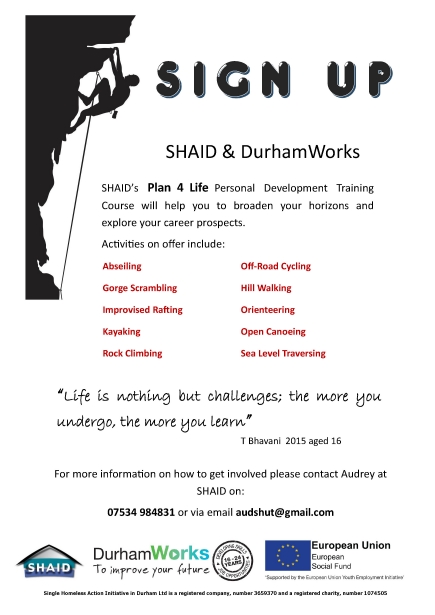 SIGN UP
SHAID & DurhamWorks
SHAID's Plan 4 Life Personal Development Training
Course will help you to broaden your horizons and
explore your career prospects.
Activities on offer include:
Abseiling
Gorge Scrambling
Improvised Rafting
Kayaking
Rock Climbing
Off-Road Cycling
Hill Walking
Orienteering
Open Canoeing
Sea Level Traversing
“Life is nothing but challenges; the more you
undergo, the more you learn”
T Bhavani 2015 aged 16
For more information on how to get involved please contact Audrey at
SHAID on:
07534 984831 or via email audshut@gmail.com
SHAID
DurhamWorks
To improve your future
DEVELOPING SKILLS
16-24 YEARS
JOB OPPORTUNITIES
European Union
European
Social Fund
'Supported by the European Union Youth Employment Initiative'
Single Homeless Action Initiative in Durham Ltd is a registered company, number 3659370 and a registered charity, number 1074505